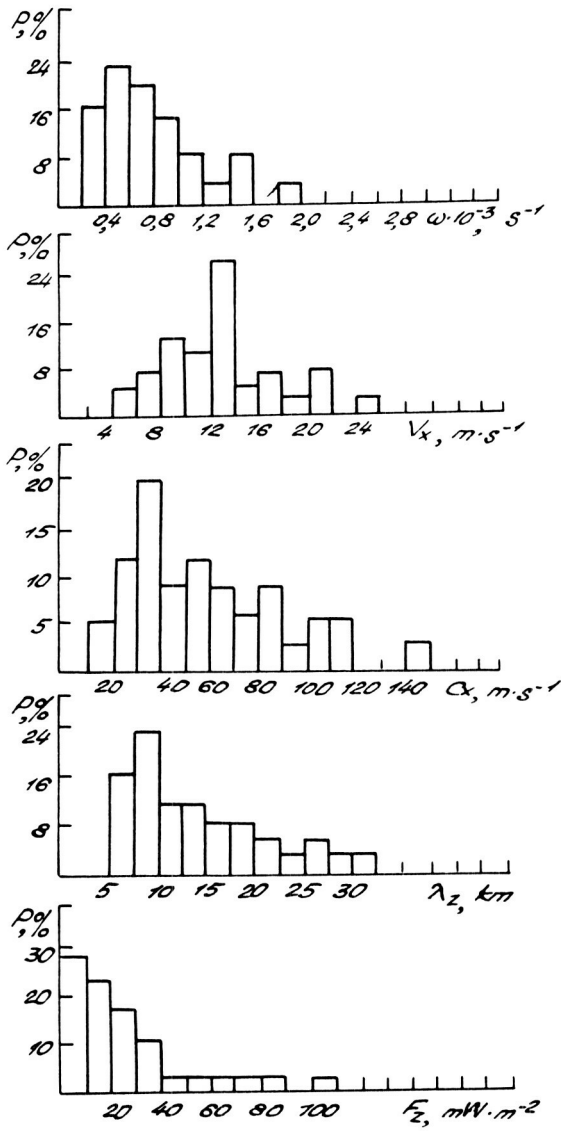 P,%
24
16
8
0,4 0,8 1,2 1,6 2,0 2,4 2,8 ω·10⁻³, s⁻¹
P,%
24
16
8
4 8 12 16 20 24 Vx, m·s⁻¹
P,%
20
15
10
5
20 40 60 80 100 120 140 Cx, m·s⁻¹
P,%
24
16
8
5 10 15 20 25 30 λz, km
P,%
30
20
10
20 40 60 80 100 Fz, mW·m⁻²